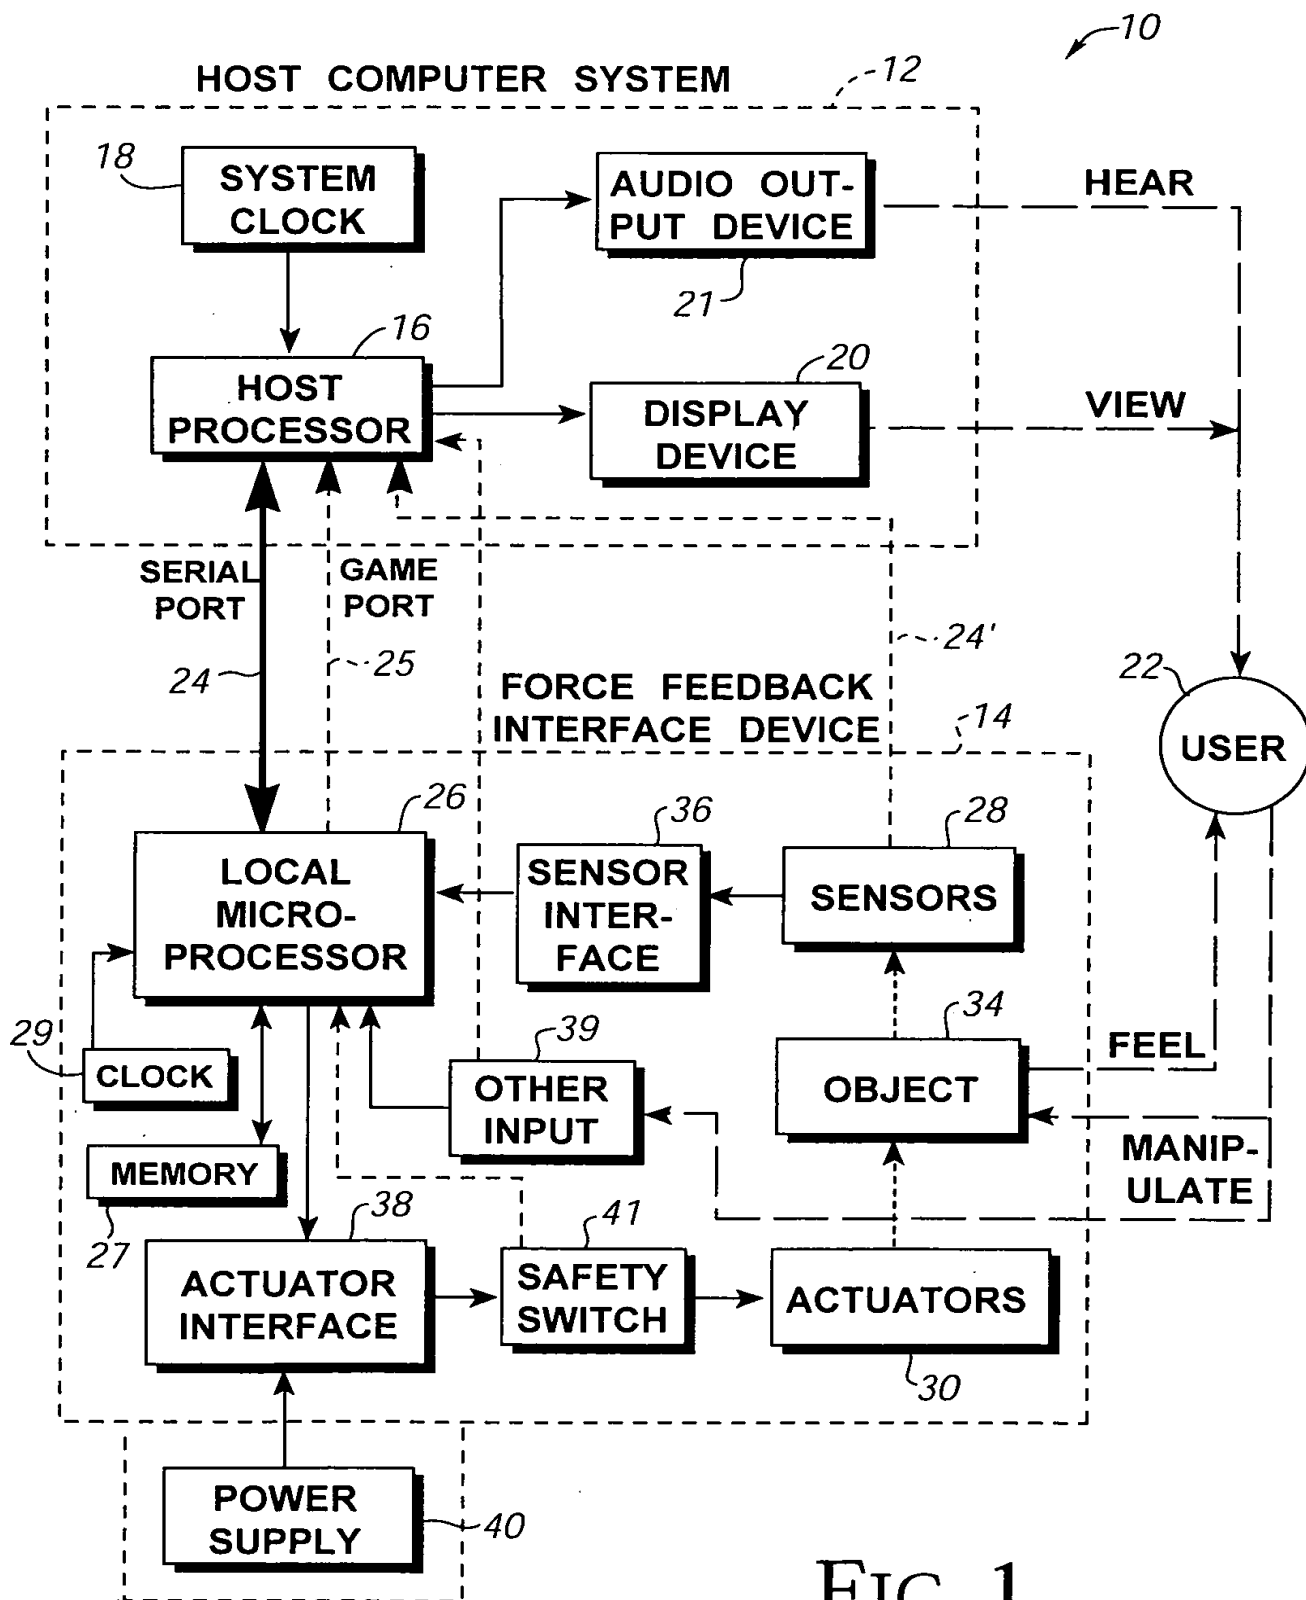 10
HOST COMPUTER SYSTEM
12
18
SYSTEM
CLOCK
AUDIO OUT-
PUT DEVICE
21
HEAR
16
HOST
PROCESSOR
20
DISPLAY
DEVICE
VIEW
SERIAL
PORT
GAME
PORT
24
25
24'
FORCE FEEDBACK
INTERFACE DEVICE
14
22
USER
26
LOCAL
MICRO-
PROCESSOR
36
SENSOR
INTER-
FACE
28
SENSORS
29
CLOCK
39
OTHER
INPUT
34
OBJECT
FEEL
MANIP-
ULATE
MEMORY
27
38
ACTUATOR
INTERFACE
41
SAFETY
SWITCH
ACTUATORS
30
POWER
SUPPLY
40
FIG. 1